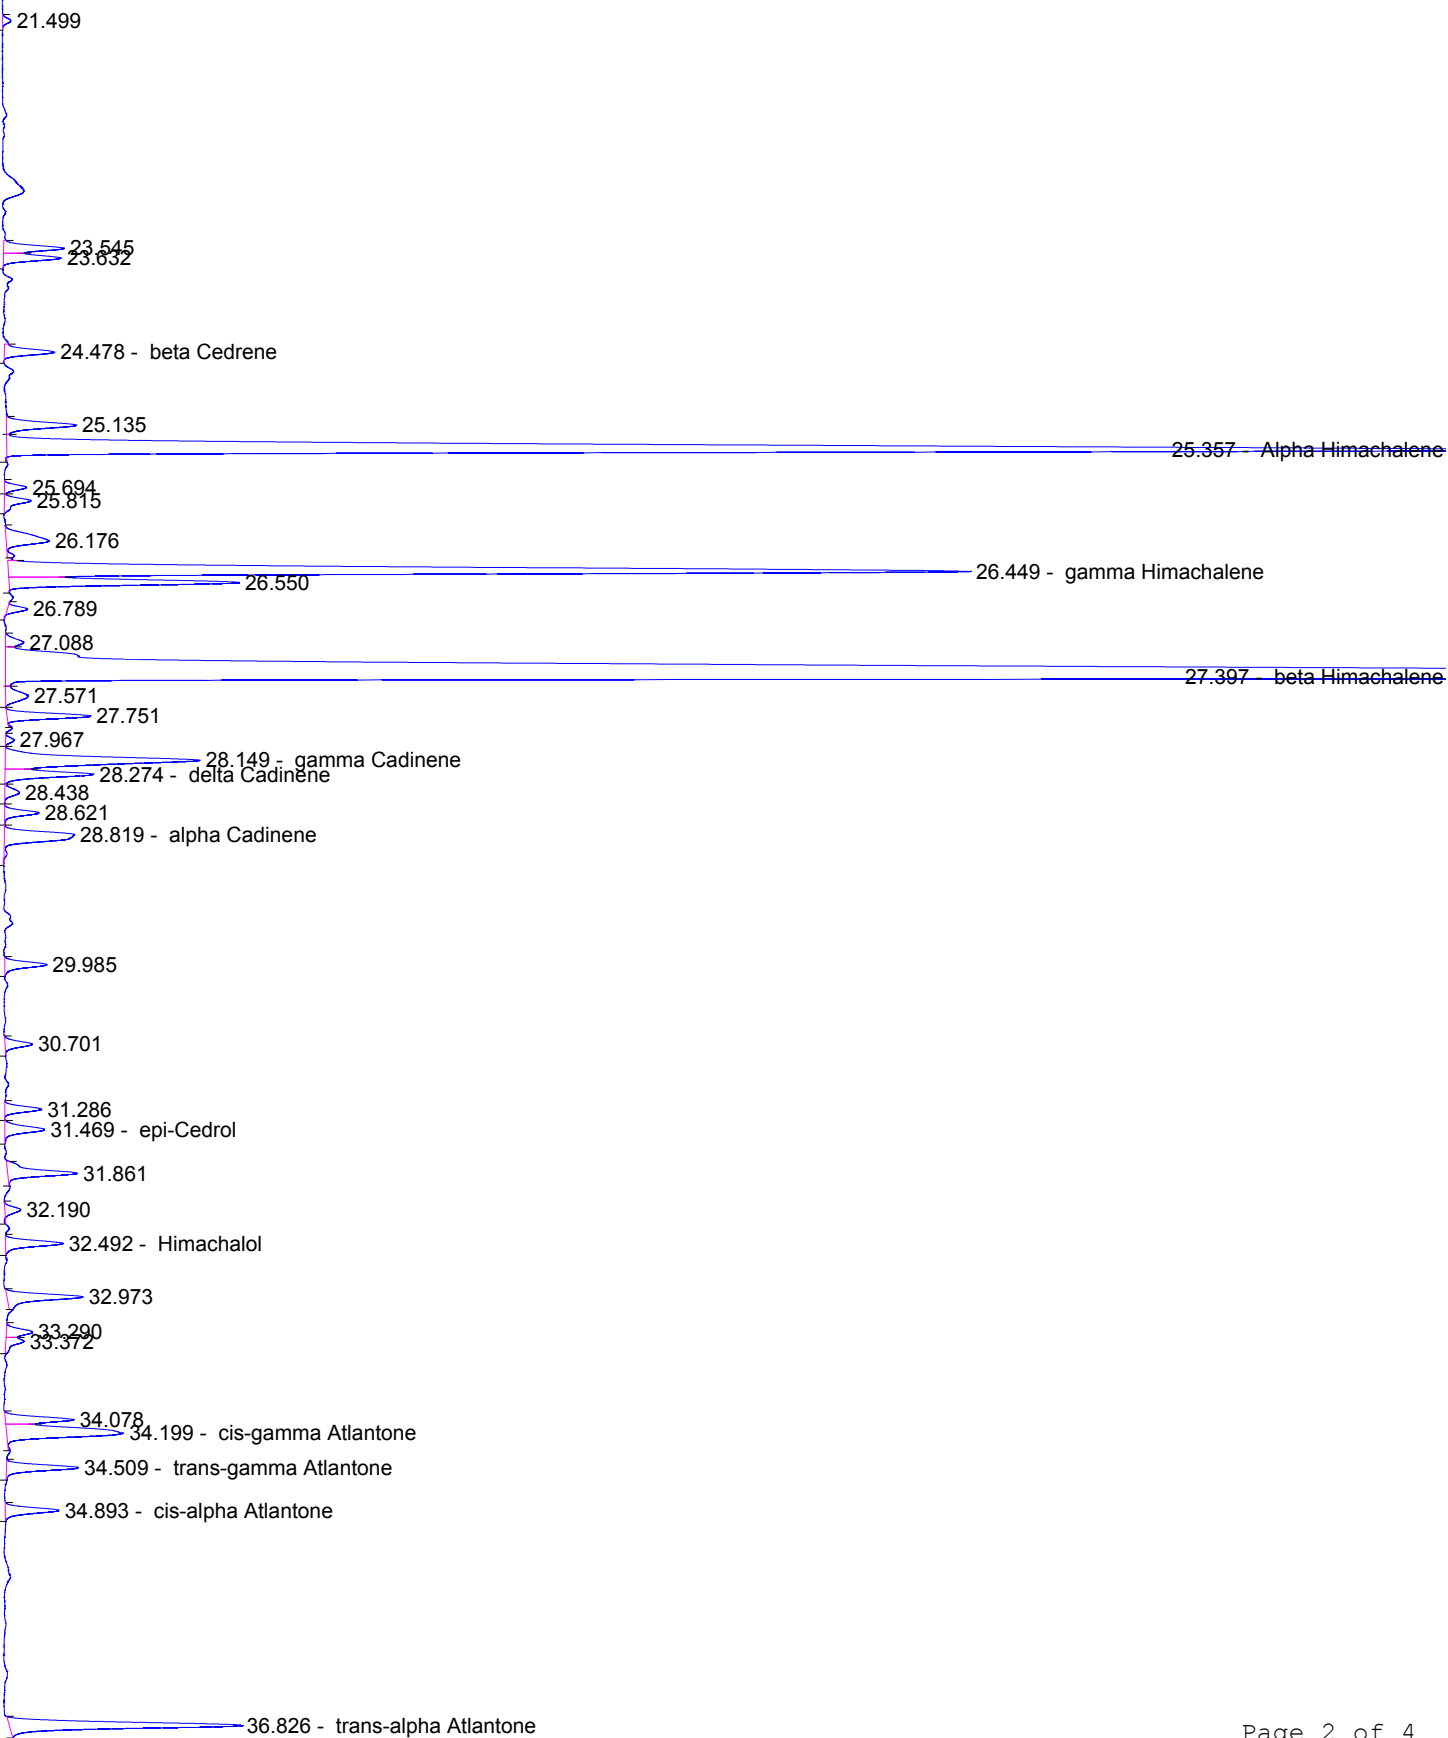 21.499
23.545
23.632
24.478 - beta Cedrene
25.135
25.357 - Alpha Himachalene
25.694
25.815
26.176
26.449 - gamma Himachalene
26.550
26.789
27.088
27.397 - beta Himachalene
27.571
27.751
27.967
28.149 - gamma Cadinene
28.274 - delta Cadinene
28.438
28.621
28.819 - alpha Cadinene
29.985
30.701
31.286
31.469 - epi-Cedrol
31.861
32.190
32.492 - Himachalol
32.973
33.290
33.372
34.078
34.199 - cis-gamma Atlantone
34.509 - trans-gamma Atlantone
34.893 - cis-alpha Atlantone
36.826 - trans-alpha Atlantone
Page 2 of 4